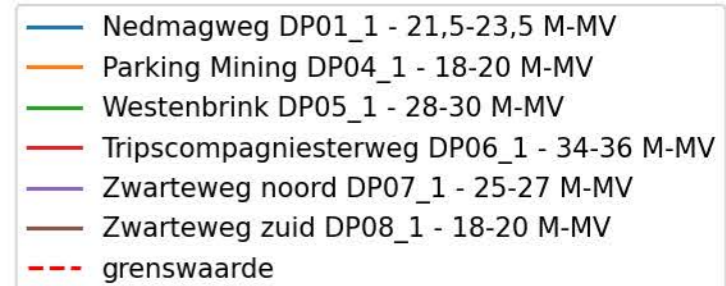 Nedmagweg DP01_1 - 21,5-23,5 M-MV
Parking Mining DP04_1 - 18-20 M-MV
Westenbrink DP05_1 - 28-30 M-MV
Tripscompagniesterweg DP06_1 - 34-36 M-MV
Zwarteweg noord DP07_1 - 25-27 M-MV
Zwarteweg zuid DP08_1 - 18-20 M-MV
grenswaarde